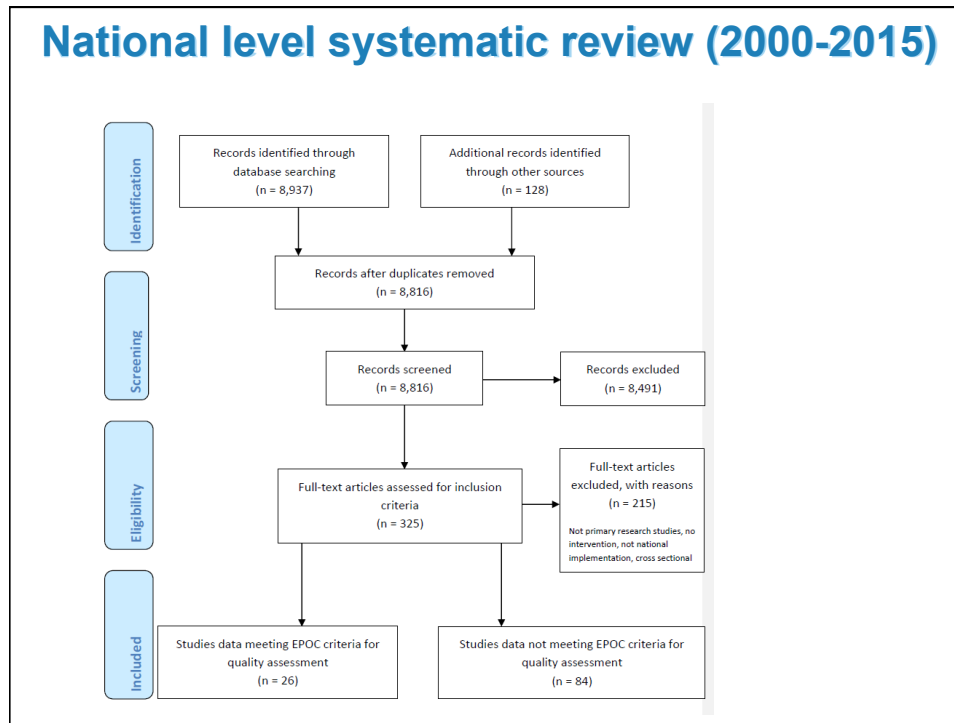 National level systematic review (2000-2015)
Identification
Records identified through
database searching
(n = 8,937)
Additional records identified
through other sources
(n = 128)
Records after duplicates removed
(n = 8,816)
Screening
Records screened
(n = 8,816)
Records excluded
(n = 8,491)
Eligibility
Full-text articles assessed for inclusion
criteria
(n = 325)
Full-text articles
excluded, with reasons
(n = 215)
Not primary research studies, no
intervention, not national
implementation, cross sectional
Included
Studies data meeting EPOC criteria for
quality assessment
(n = 26)
Studies data not meeting EPOC criteria for
quality assessment
(n = 84)